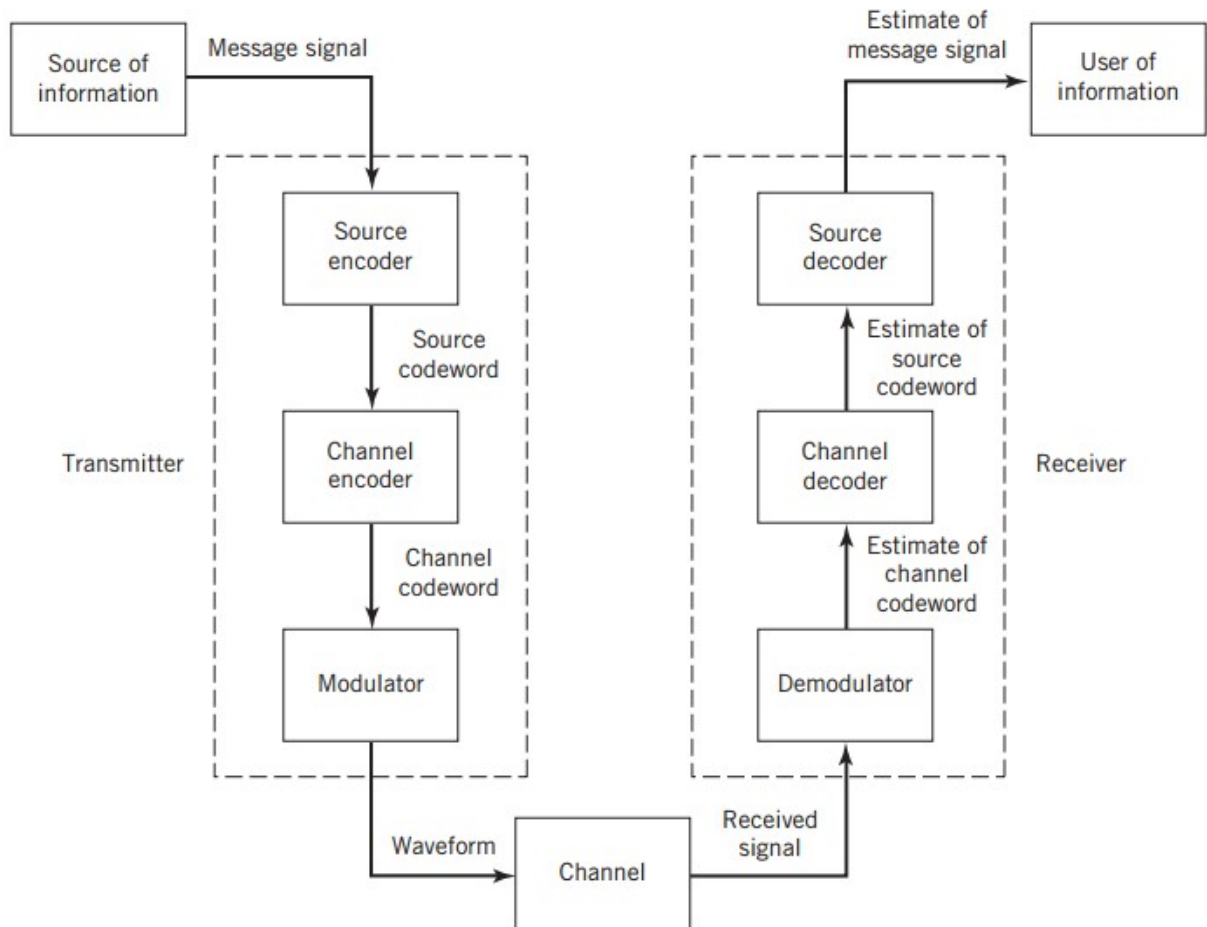 Source of
information
Message signal
Source
encoder
Source
codeword
Transmitter
Channel
encoder
Channel
codeword
Modulator
Waveform
Channel
Received
signal
Demodulator
Estimate of
channel
codeword
Channel
decoder
Receiver
Estimate of
source
codeword
Source
decoder
Estimate of
message signal
User of
information